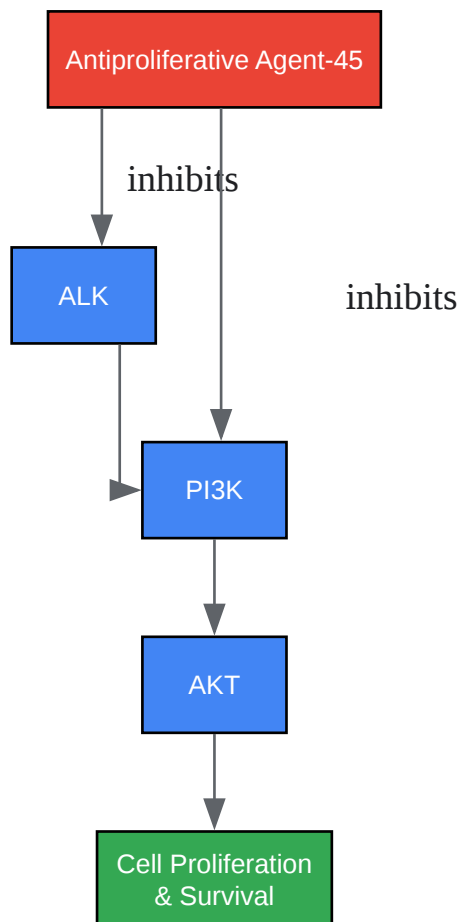 Antiproliferative Agent-45
inhibits
ALK
inhibits
PI3K
AKT
Cell Proliferation
& Survival